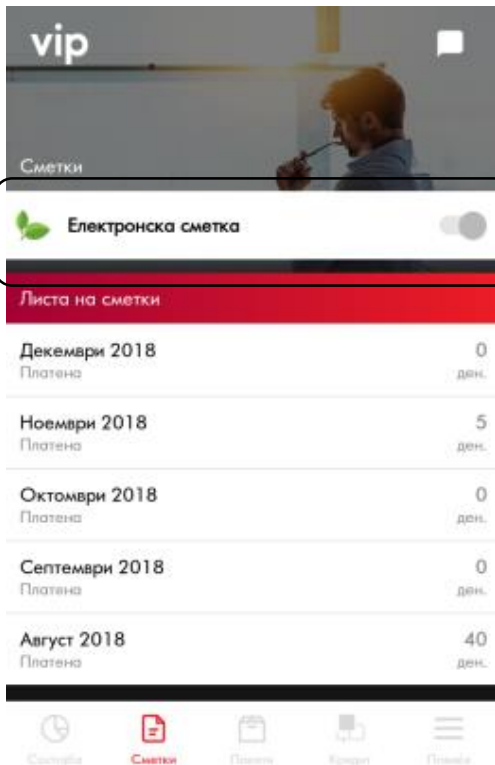 vip
Сметки
Електронска сметка
Листа на сметки
Декември 2018
0
Платена
ден.
Ноември 2018
5
Платена
ден.
Октомври 2018
0
Платена
ден.
Септември 2018
0
Платена
ден.
Август 2018
40
Платена
ден.
Сметки